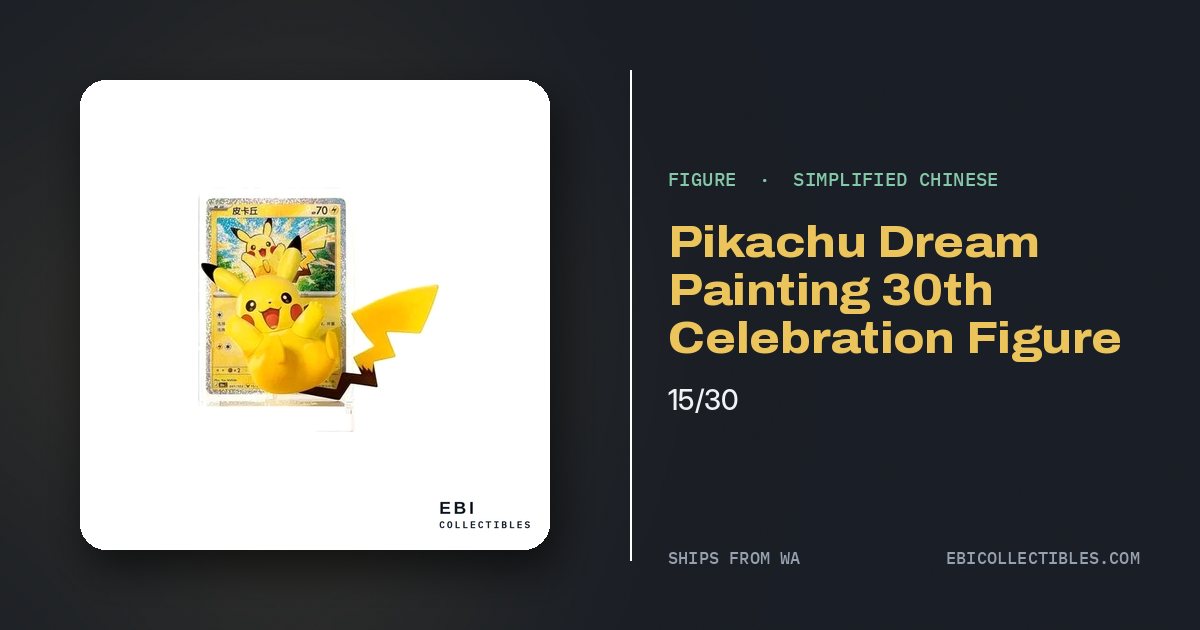 皮卡丘
70
EBI
COLLECTIBLES
FIGURE · SIMPLIFIED CHINESE
Pikachu Dream
Painting 30th
Celebration Figure
15/30
SHIPS FROM WA
EBICOLLECTIBLES.COM